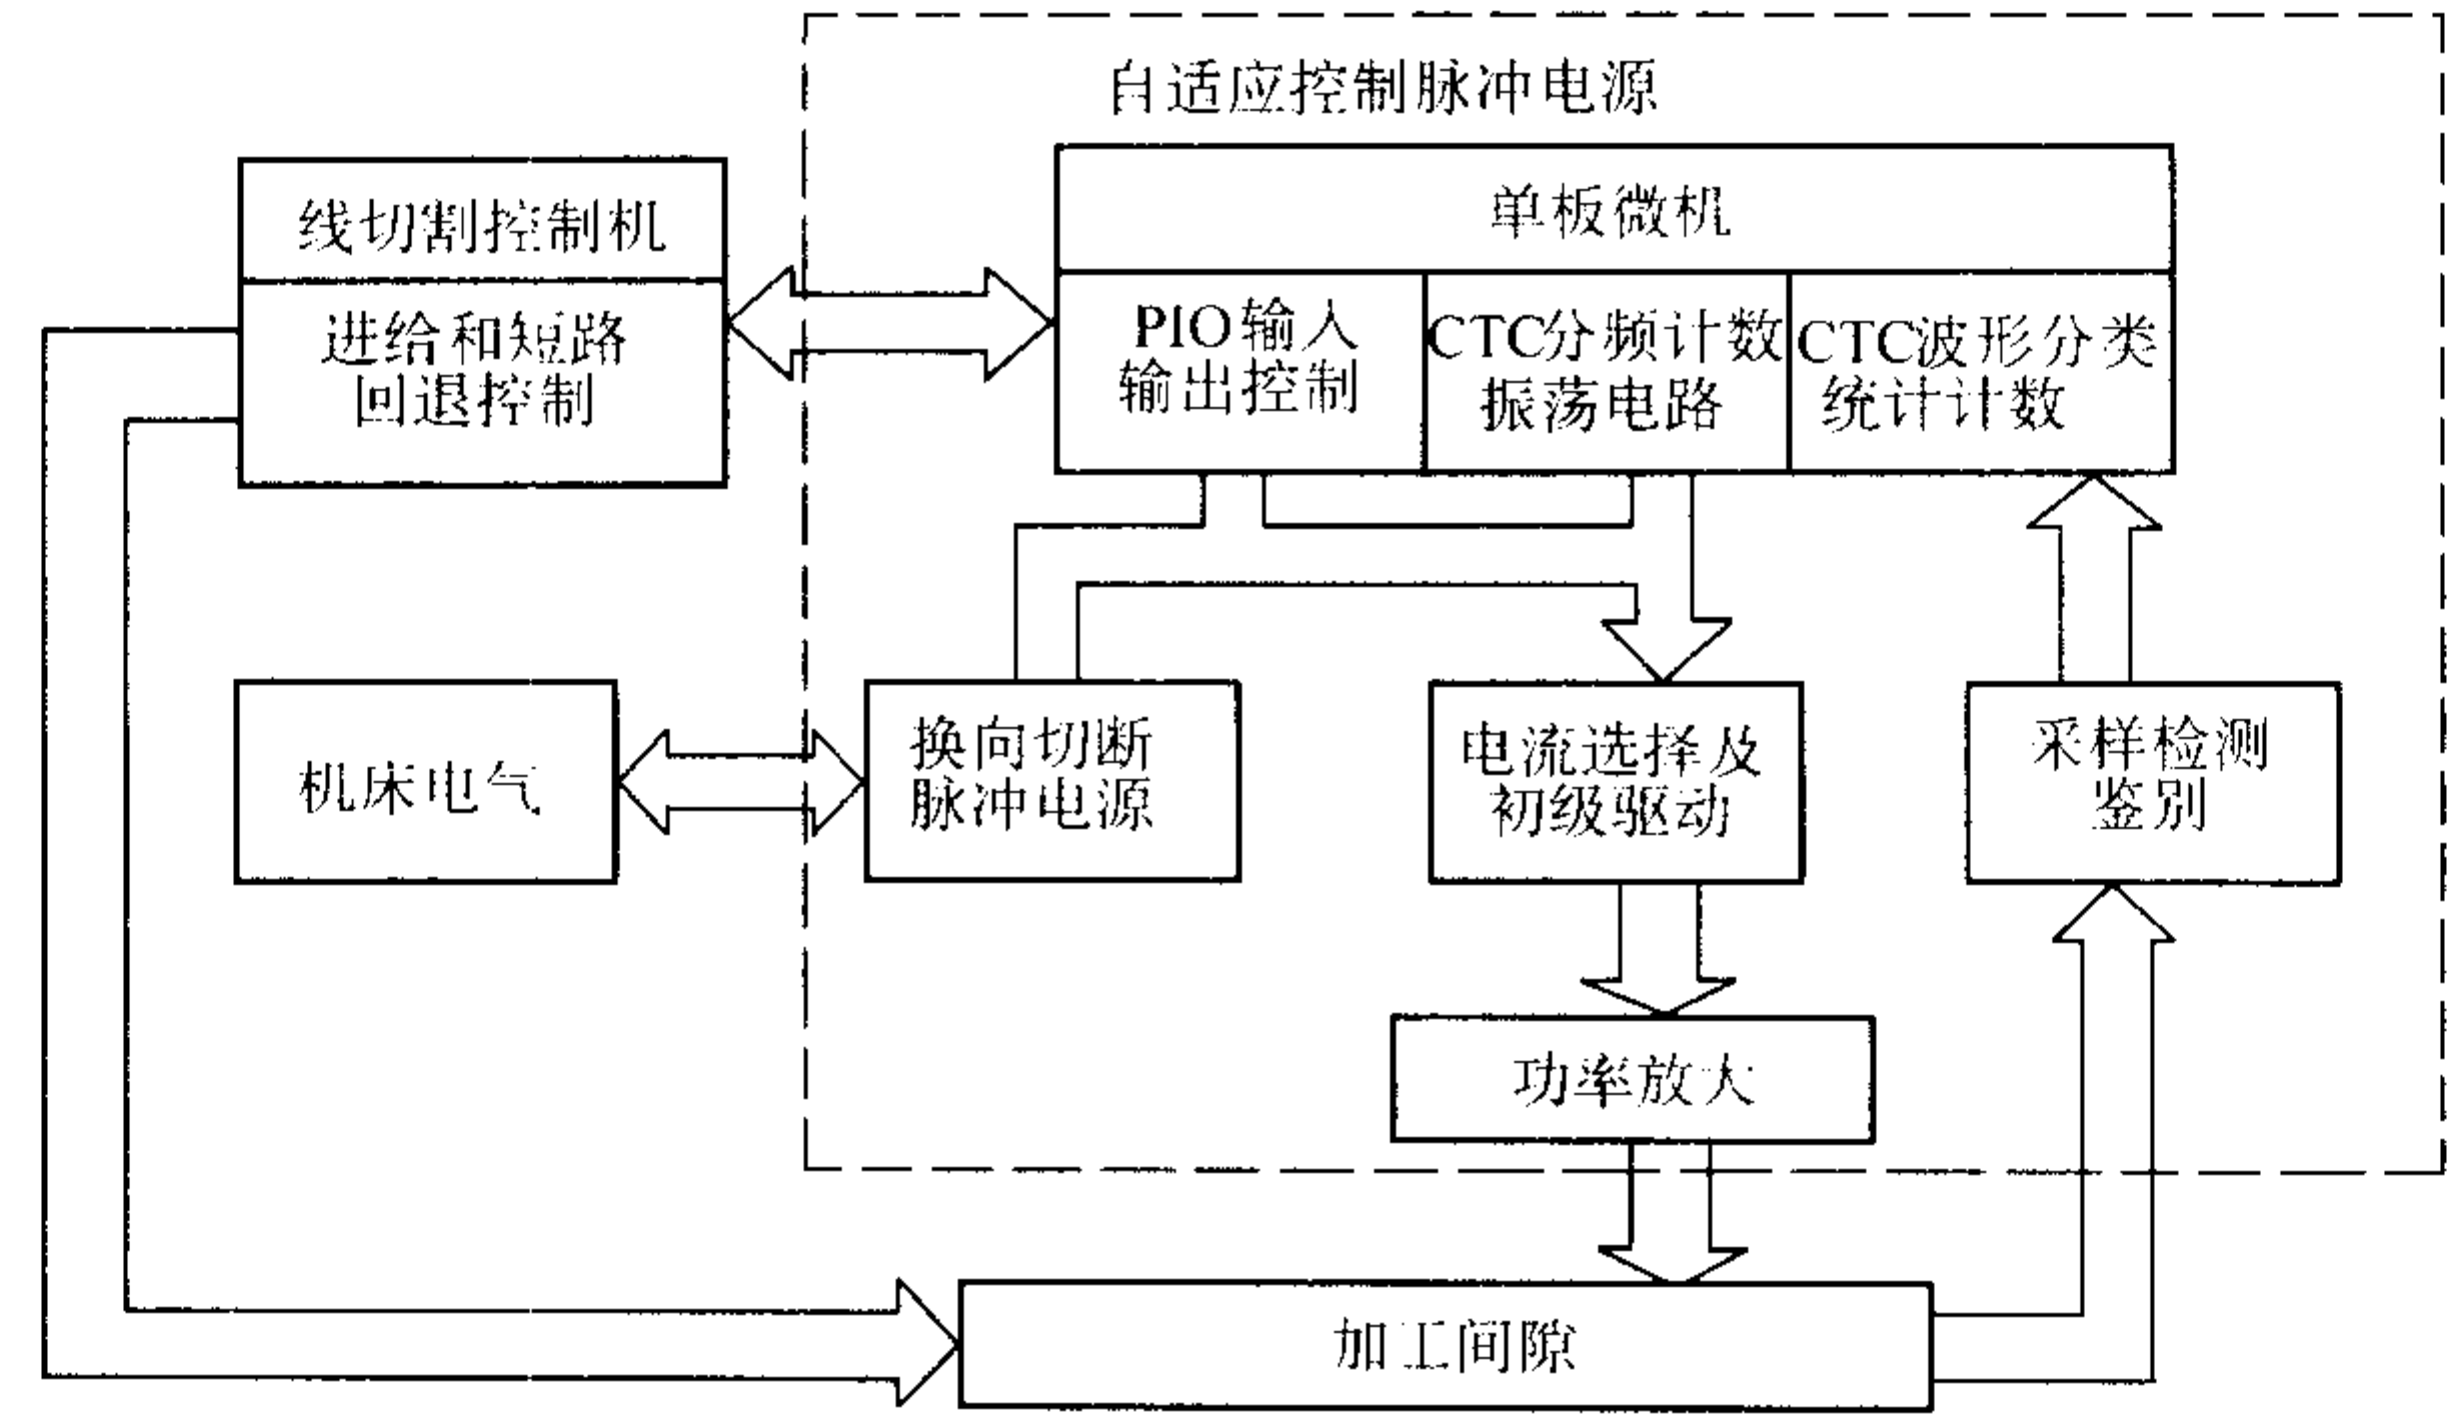 自适应控制脉冲电源
线切割控制机
进给和短路
回退控制
单板微机
PIO输入
输出控制
CTC分频计数
振荡电路
CTC波形分类
统计计数
机床电气
换向切断
脉冲电源
电流选择及
初级驱动
采样检测
鉴别
功率放大
加工间隙